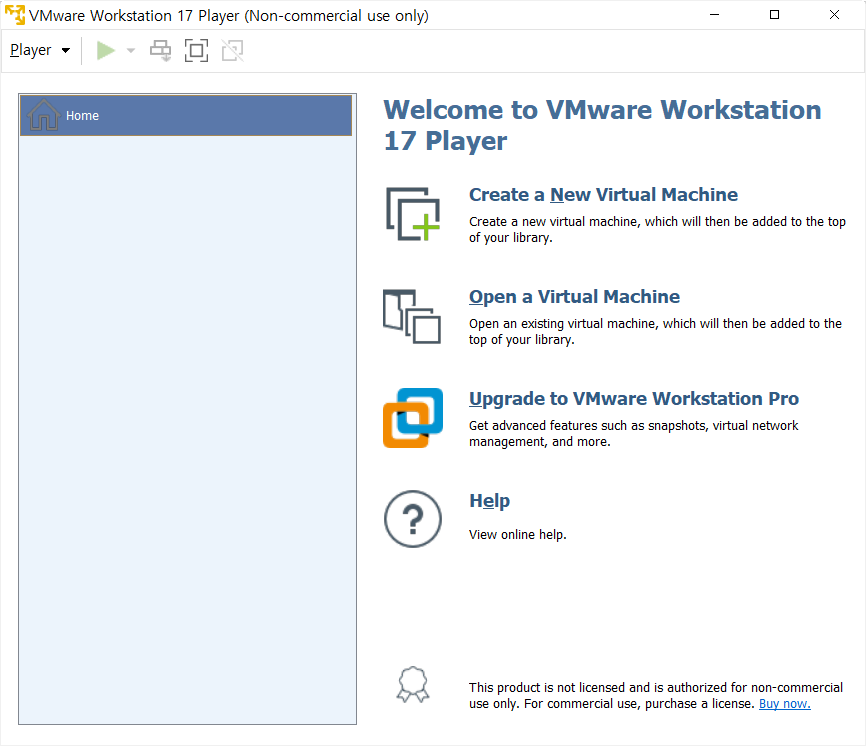 VMware Workstation 17 Player (Non-commercial use only)
Player
Home
Welcome to VMware Workstation
17 Player
Create a New Virtual Machine
Create a new virtual machine, which will then be added to the top
of your library.
Open a Virtual Machine
Open an existing virtual machine, which will then be added to the
top of your library.
Upgrade to VMware Workstation Pro
Get advanced features such as snapshots, virtual network
management, and more.
Help
View online help.
This product is not licensed and is authorized for non-commercial
use only. For commercial use, purchase a license. Buy now.